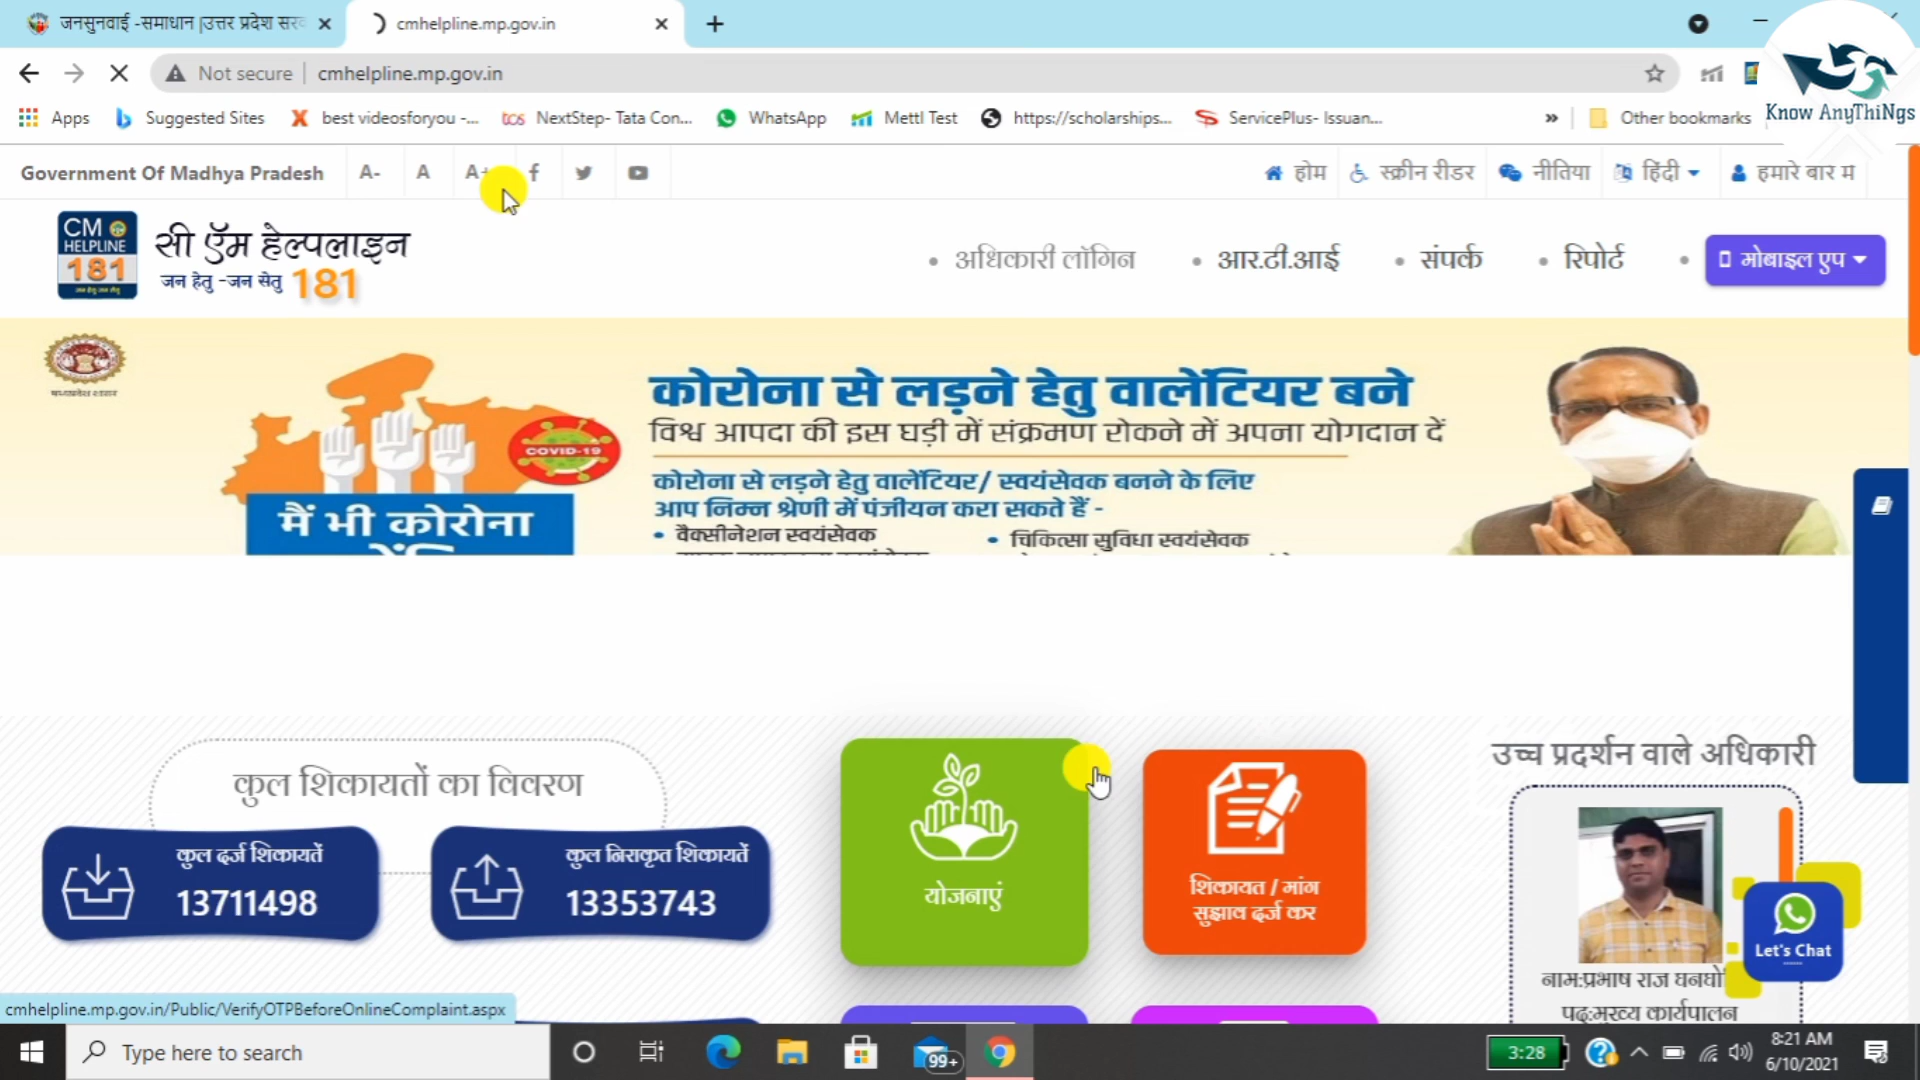 जनसुनवाई -समाधान |उत्तर प्रदेश सरक
cmhelpline.mp.gov.in
Not secure
cmhelpline.mp.gov.in
Know AnyThiNgs
Apps
Suggested Sites
best videosforyou -...
NextStep- Tata Con...
WhatsApp
Mettl Test
https://scholarships...
ServicePlus- Issuan...
Other bookmarks
Government Of Madhya Pradesh
A-
A
A+
होम
स्क्रीन रीडर
नीतिया
हिंदी
हमारे बार म
CM
HELPLINE
181
सी ऍम हेल्पलाइन
जन हेतु -जन सेतु 181
अधिकारी लॉगिन
आर.टी.आई
संपर्क
रिपोर्ट
मोबाइल एप
कोरोना से लड़ने हेतु वालेंटियर बने
विश्व आपदा की इस घड़ी में संक्रमण रोकने में अपना योगदान दें
COVID-19
कोरोना से लड़ने हेतु वालेंटियर/ स्वयंसेवक बनने के लिए
आप निम्न श्रेणी में पंजीयन करा सकते हैं -
मैं भी कोरोना
• वैक्सीनेशन स्वयंसेवक
• चिकित्सा सुविधा स्वयंसेवक
कुल शिकायतों का विवरण
कुल दर्ज शिकायतें
13711498
कुल निराकृत शिकायतें
13353743
योजनाएं
शिकायत / मांग
सुझाव दर्ज कर
उच्च प्रदर्शन वाले अधिकारी
नाम:प्रभाष राज
पद:मुख्य कार्यपालन
Let's Chat
cmhelpline.mp.gov.in/Public/VerifyOTPBeforeOnlineComplaint.aspx
Type here to search
99+
3:28
8:21 AM
6/10/2021